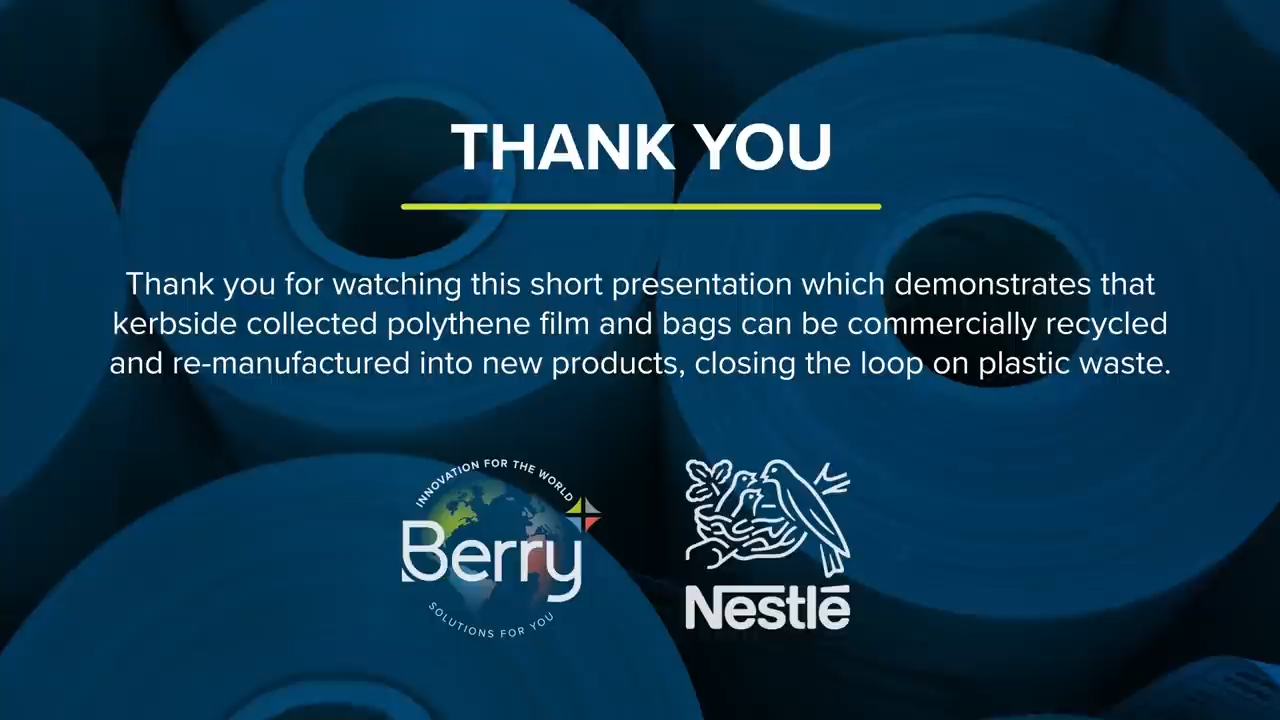 THANK YOU
Thank you for watching this short presentation which demonstrates that
kerbside collected polythene film and bags can be commercially recycled
and re-manufactured into new products, closing the loop on plastic waste.
INNOVATION FOR THE WORLD
Berry
SOLUTIONS FOR YOU
Nestlé